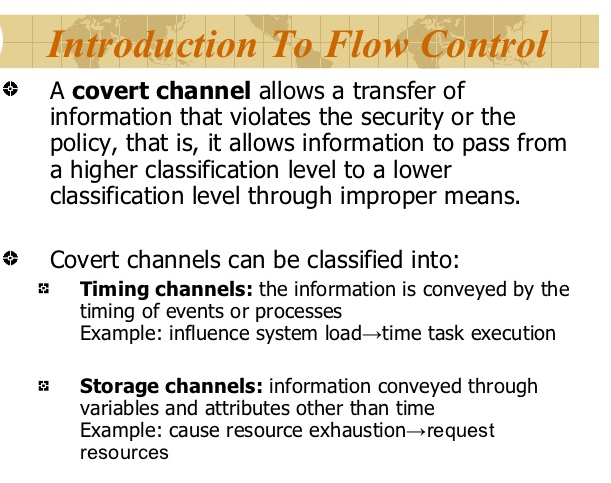 Introduction To Flow Control
A covert channel allows a transfer of
information that violates the security or the
policy, that is, it allows information to pass from
a higher classification level to a lower
classification level through improper means.
Covert channels can be classified into:
Timing channels: the information is conveyed by the
timing of events or processes
Example: influence system load→time task execution
Storage channels: information conveyed through
variables and attributes other than time
Example: cause resource exhaustion→request
resources